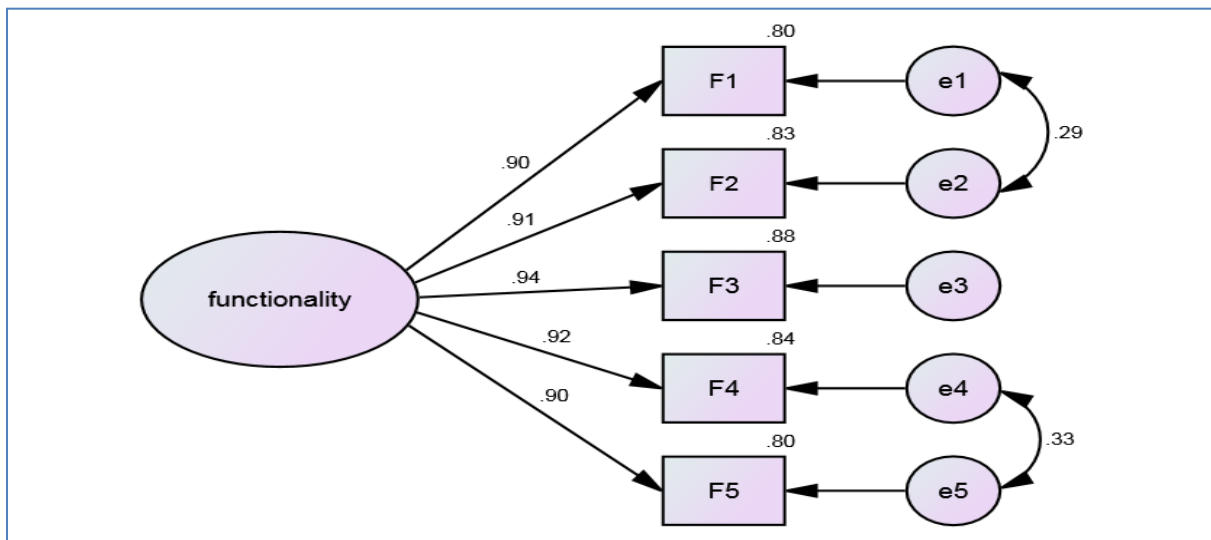 .80
F1
e1
.90
.29
.83
F2
e2
.91
.88
F3
e3
.94
functionality
.84
F4
e4
.92
.33
.90
.80
F5
e5